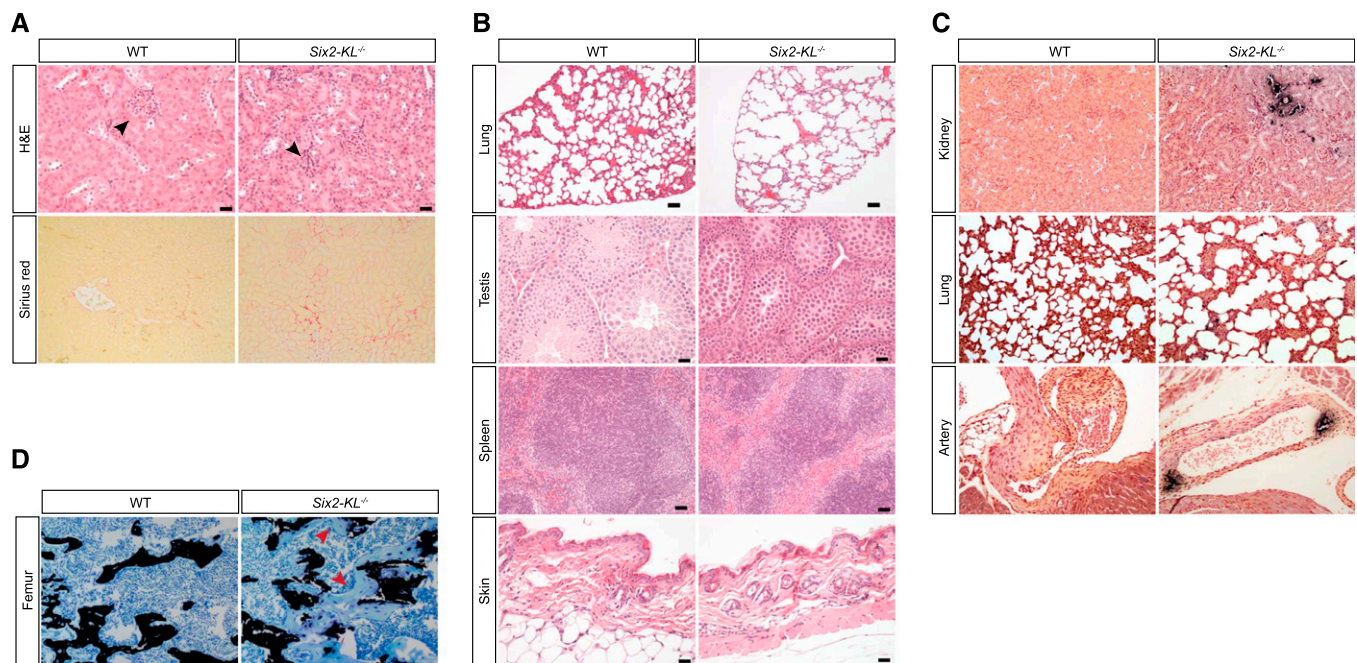 A
WT
Six2-KL-/-
H&E
Sirius red
B
WT
Six2-KL-/-
Lung
Testis
Spleen
Skin
C
WT
Six2-KL-/-
Kidney
Lung
Artery
D
WT
Six2-KL-/-
Femur